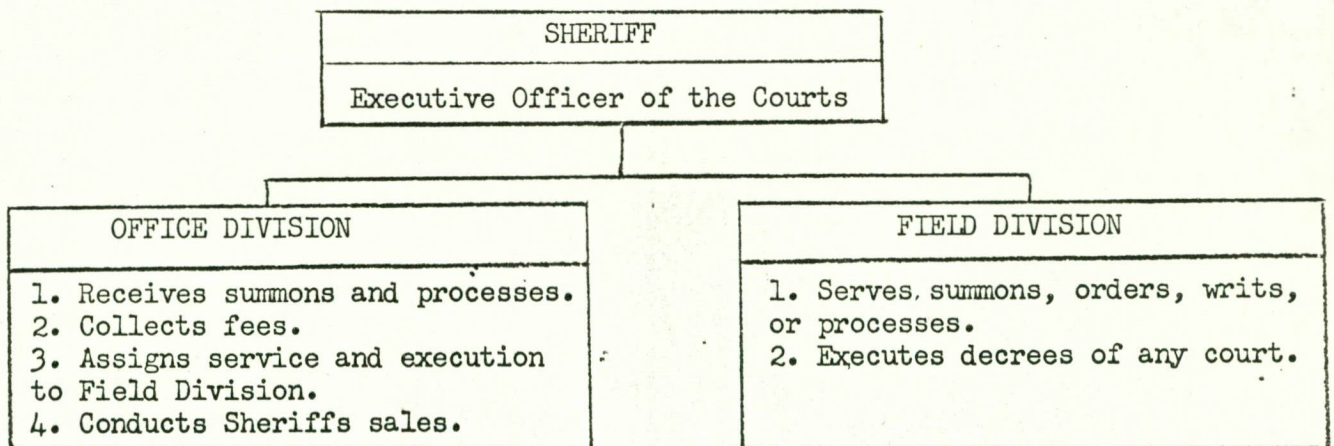 SHERIFF
Executive Officer of the Courts
OFFICE DIVISION
1. Receives summons and processes.
2. Collects fees.
3. Assigns service and execution
to Field Division.
4. Conducts Sheriffs sales.
FIELD DIVISION
1. Serves summons, orders, writs,
or processes.
2. Executes decrees of any court.